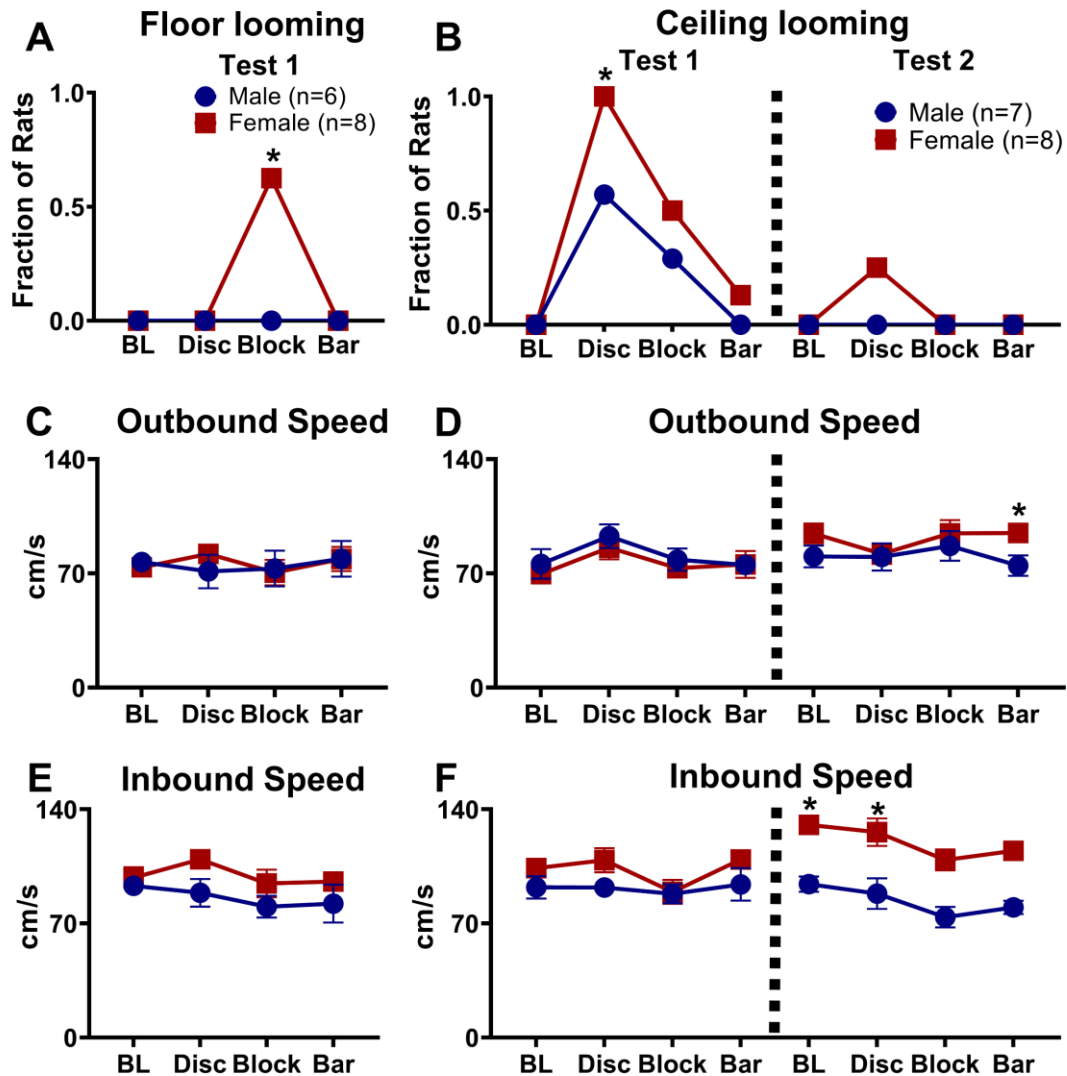 A Floor looming
Test 1
Male (n=6)
Female (n=8)
*
Fraction of Rats
1.0
0.5
0.0
BL Disc Block Bar
B Ceiling looming
Test 1 Test 2
Male (n=7)
Female (n=8)
*
Fraction of Rats
1.0
0.5
0.0
BL Disc Block Bar BL Disc Block Bar
C Outbound Speed
cm/s
140
70
0
BL Disc Block Bar
D Outbound Speed
*
cm/s
140
70
0
BL Disc Block Bar BL Disc Block Bar
E Inbound Speed
cm/s
140
70
0
BL Disc Block Bar
F Inbound Speed
* *
cm/s
140
70
0
BL Disc Block Bar BL Disc Block Bar